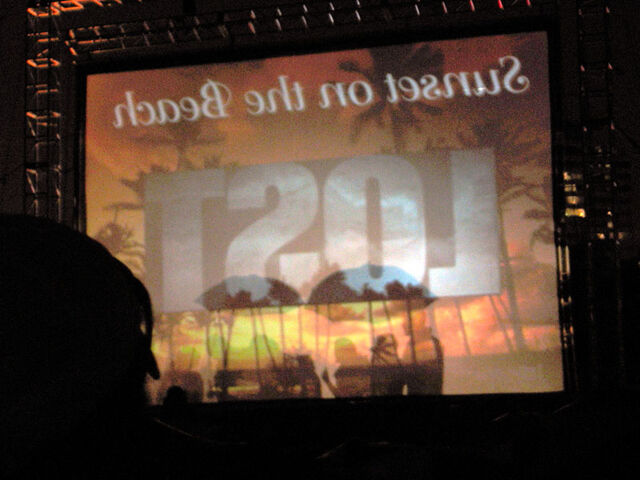 Sunset on the Beach
LOST